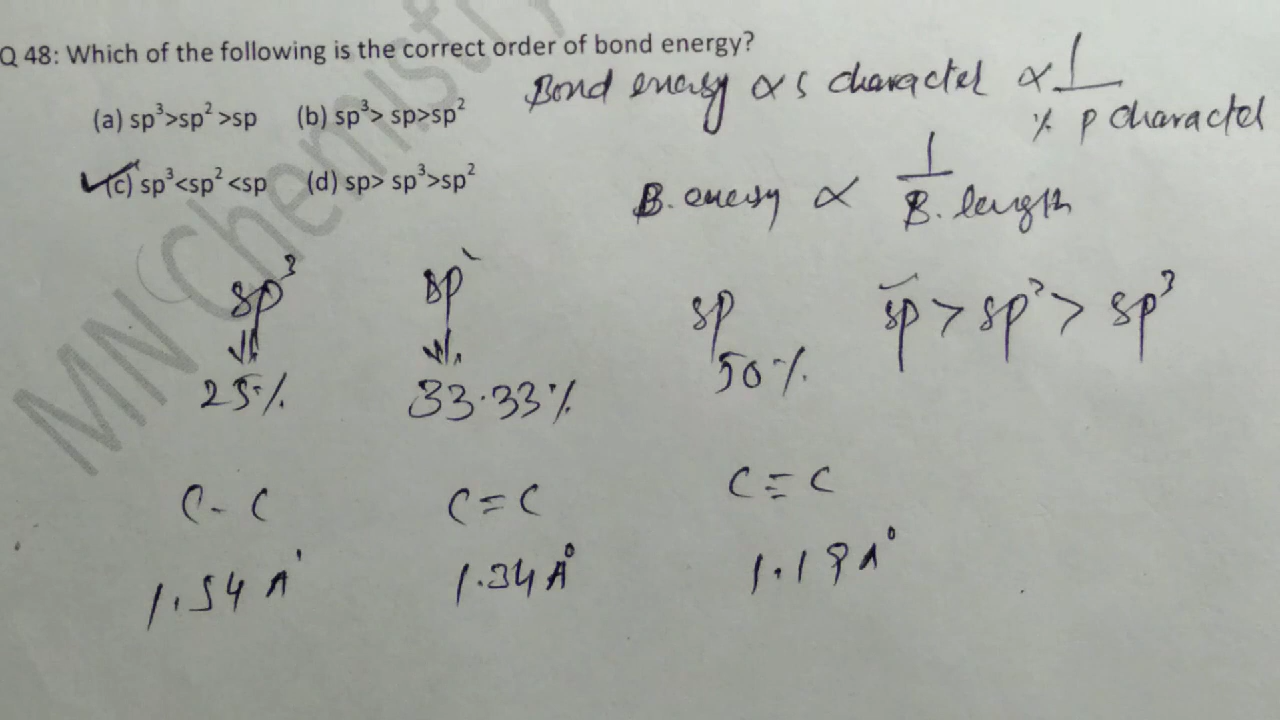 Q 48: Which of the following is the correct order of bond energy?
Bond energy ∝ s character ∝ 1
% p character
(a) sp³>sp² >sp (b) sp³> sp>sp²
(c) sp³<sp² <sp (d) sp> sp³>sp²
B. energy ∝ 1
B. length
MN Chemistry
sp³ sp² sp sp > sp² > sp³
25% 33.33% 50%
C - C C = C C ≡ C
1.54 A° 1.34 A° 1.19 A°